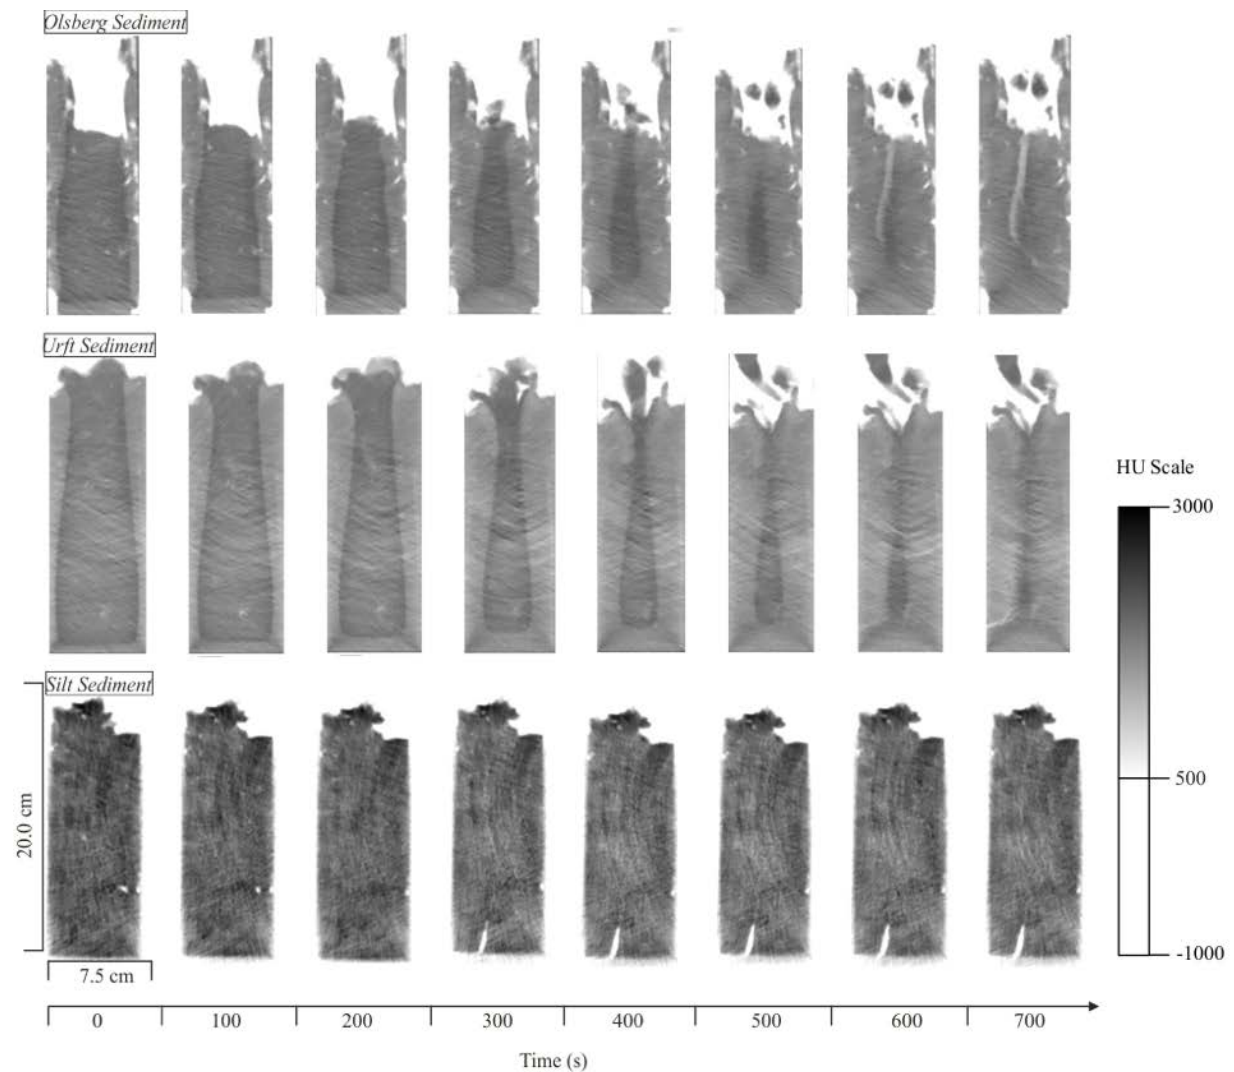 Olsberg Sediment
Urft Sediment
HU Scale
3000
500
-1000
Silt Sediment
20.0 cm
7.5 cm
0 100 200 300 400 500 600 700
Time (s)